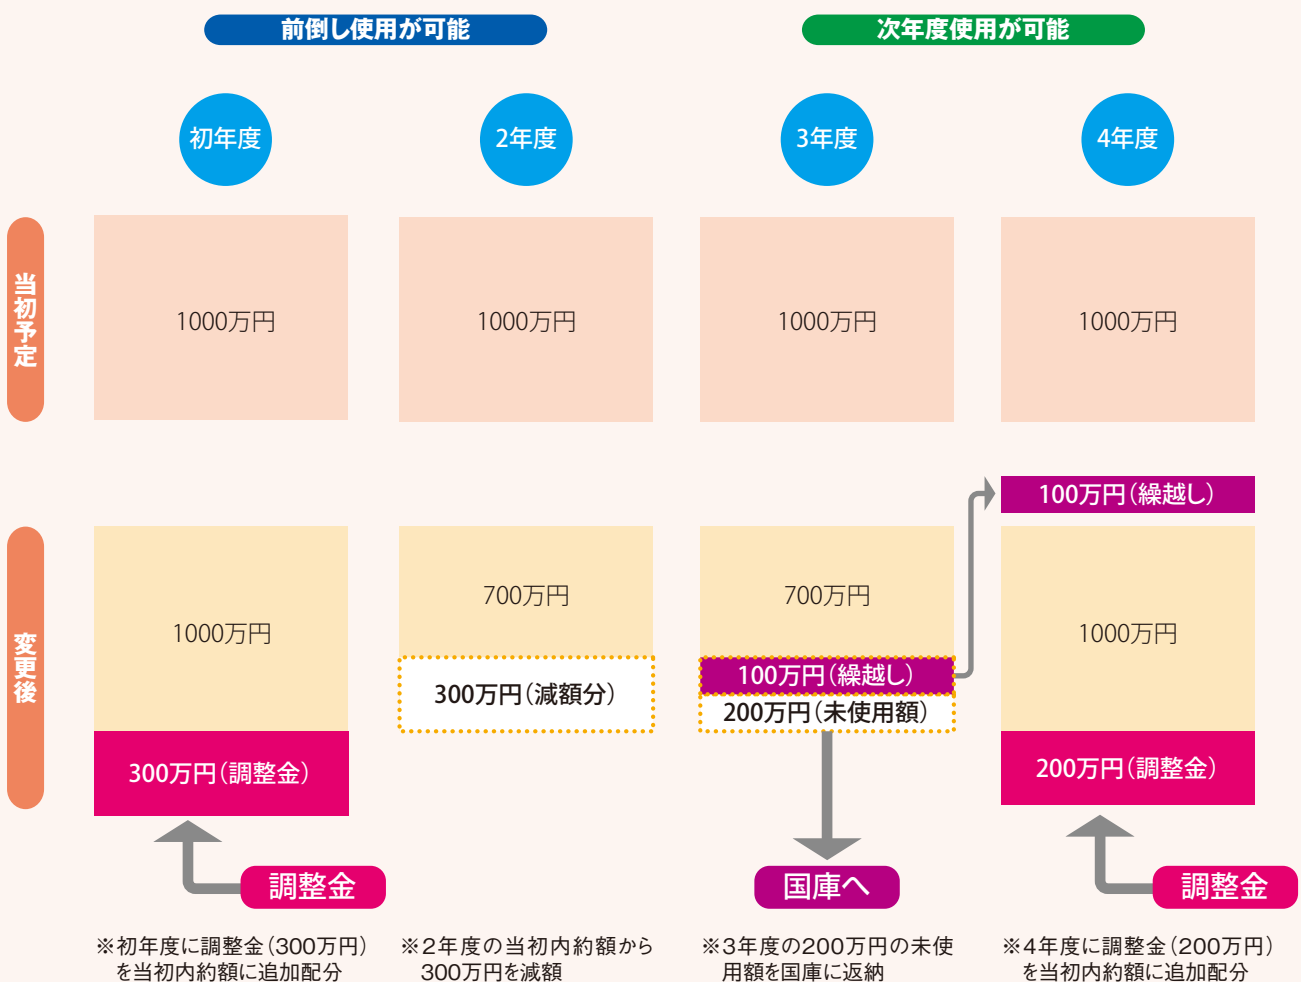 前倒し使用が可能
次年度使用が可能
初年度
2年度
3年度
4年度
当初予定
1000万円
1000万円
1000万円
1000万円
変更後
1000万円
300万円（調整金）
700万円
300万円（減額分）
700万円
100万円（繰越し）
200万円（未使用額）
100万円（繰越し）
1000万円
200万円（調整金）
調整金
国庫へ
調整金
※初年度に調整金（300万円）
を当初内約額に追加配分
※2年度の当初内約額から
300万円を減額
※3年度の200万円の未使
用額を国庫に返納
※4年度に調整金（200万円）
を当初内約額に追加配分